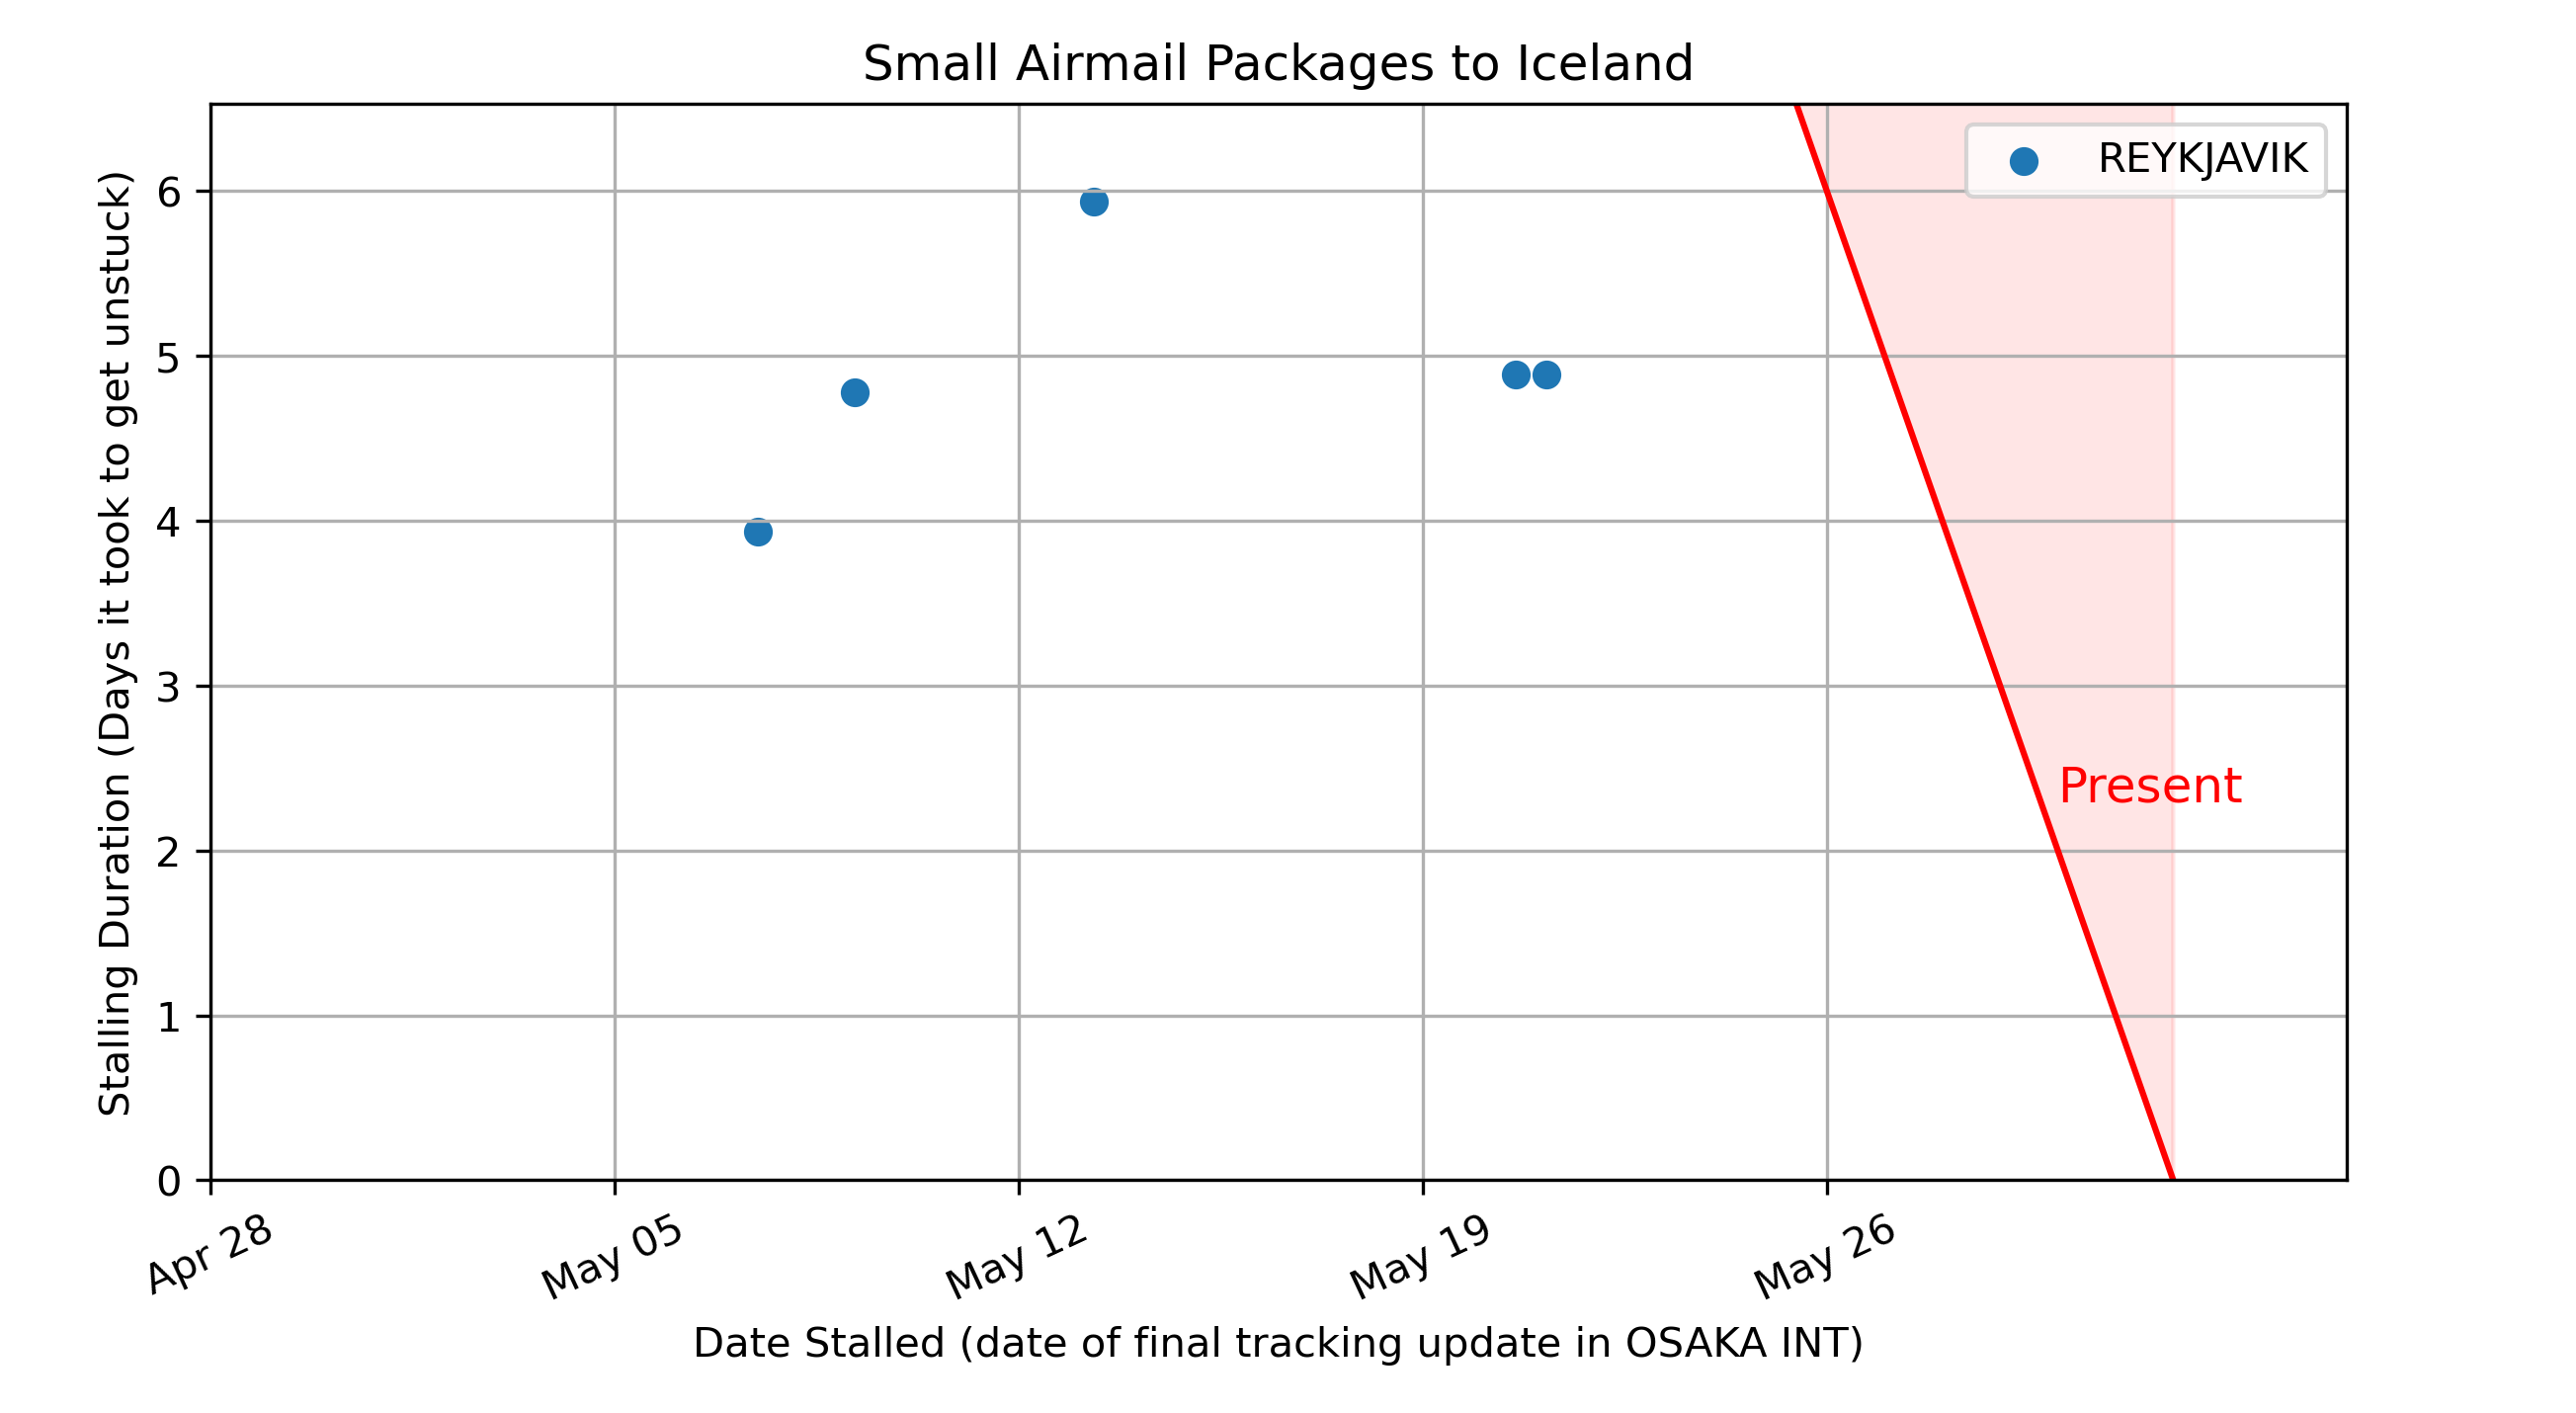 Small Airmail Packages to Iceland
REYKJAVIK
Stalling Duration (Days it took to get unstuck)
6
5
4
3
2
1
0
Present
Apr 28
May 05
May 12
May 19
May 26
Date Stalled (date of final tracking update in OSAKA INT)